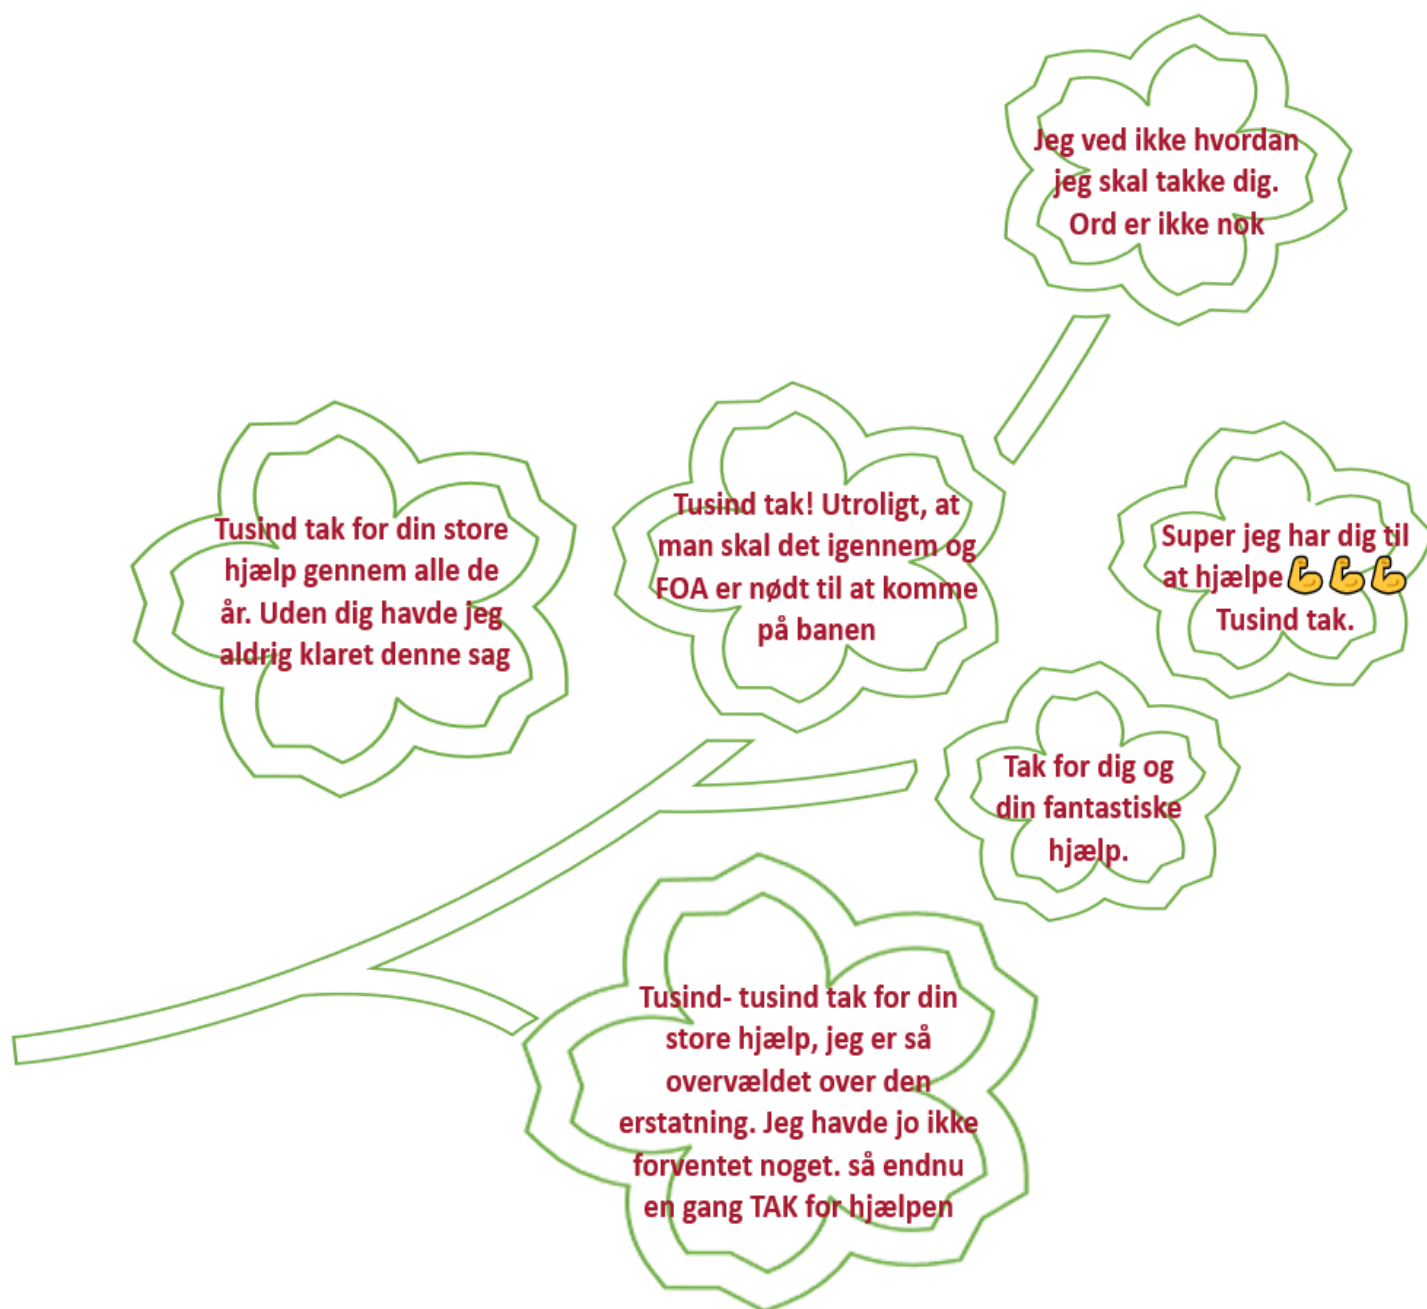 Jeg ved ikke hvordan
jeg skal takke dig.
Ord er ikke nok
Tusind tak for din store
hjælp gennem alle de
år. Uden dig havde jeg
aldrig klaret denne sag
Tusind tak! Utroligt, at
man skal det igennem og
FOA er nødt til at komme
på banen
Super jeg har dig til
at hjælpe💪💪💪
Tusind tak.
Tak for dig og
din fantastiske
hjælp.
Tusind- tusind tak for din
store hjælp, jeg er så
overvældet over den
erstatning. Jeg havde jo ikke
forventet noget. så endnu
en gang TAK for hjælpen